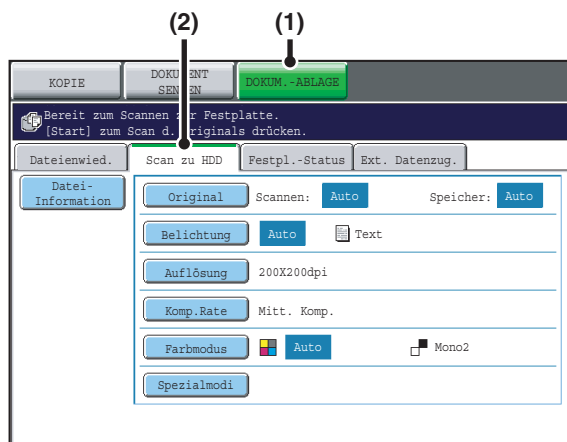 (2) (1)
KOPIE
DOKUMENT
SENDEN
DOKUM.-ABLAGE
Bereit zum Scannen zur Festplatte.
[Start] zum Scan d. Originals drücken.
Dateienwied. Scan zu HDD Festpl.-Status Ext. Datenzug.
Datei-
Information
Original Scannen: Auto Speicher: Auto
Belichtung Auto Text
Auflösung 200X200dpi
Komp.Rate Mitt. Komp.
Farbmodus Auto Mono2
Spezialmodi